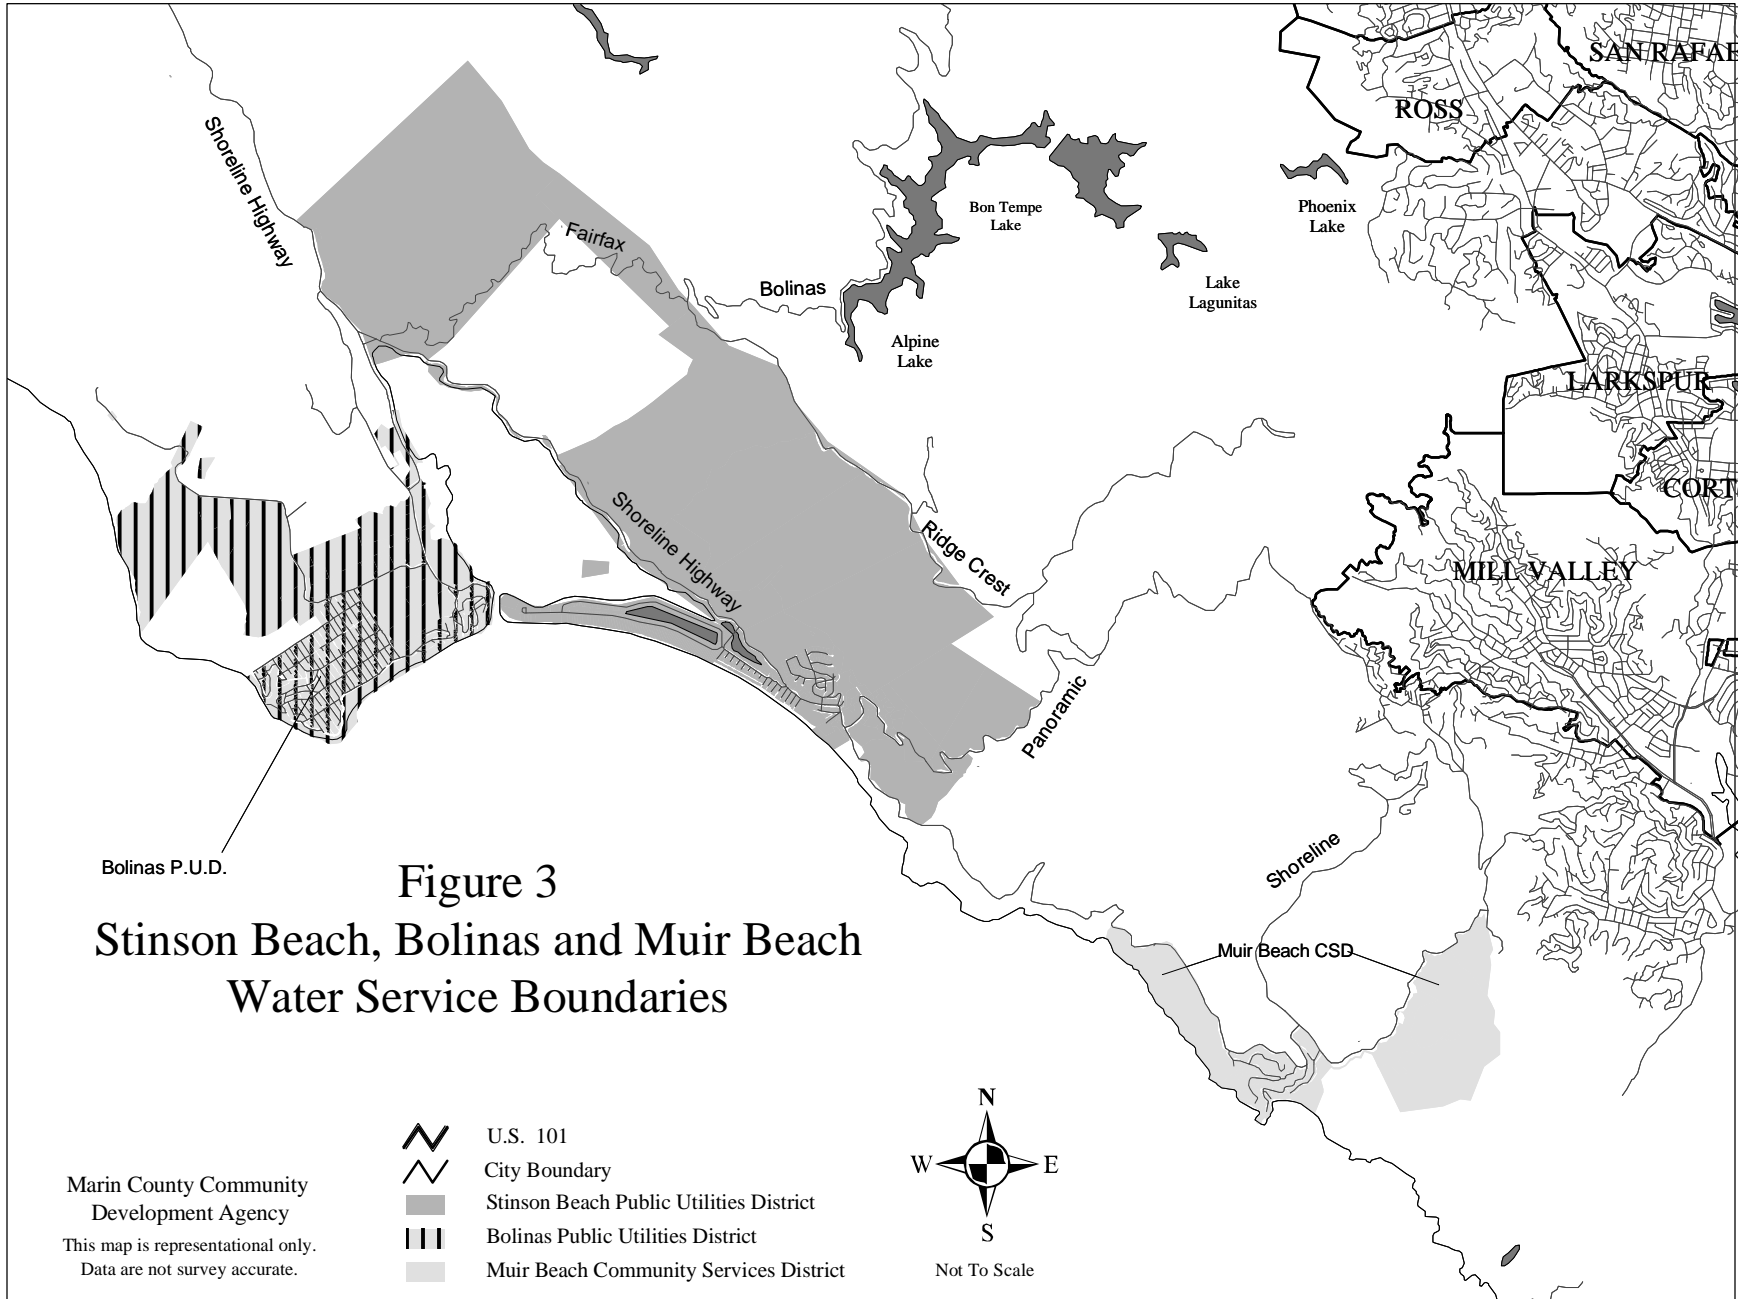 SAN RAFAE
ROSS
Shoreline Highway
Fairfax
Bolinas
Bon Tempe
Lake
Phoenix
Lake
Lake
Lagunitas
Alpine
Lake
LARKSPUR
CORT
Shoreline Highway
Ridge Crest
MILL VALLEY
Panoramic
Bolinas P.U.D.
Shoreline
Muir Beach CSD
Figure 3
Stinson Beach, Bolinas and Muir Beach
Water Service Boundaries
Marin County Community
Development Agency
This map is representational only.
Data are not survey accurate.
U.S. 101
City Boundary
Stinson Beach Public Utilities District
Bolinas Public Utilities District
Muir Beach Community Services District
N
W
E
S
Not To Scale